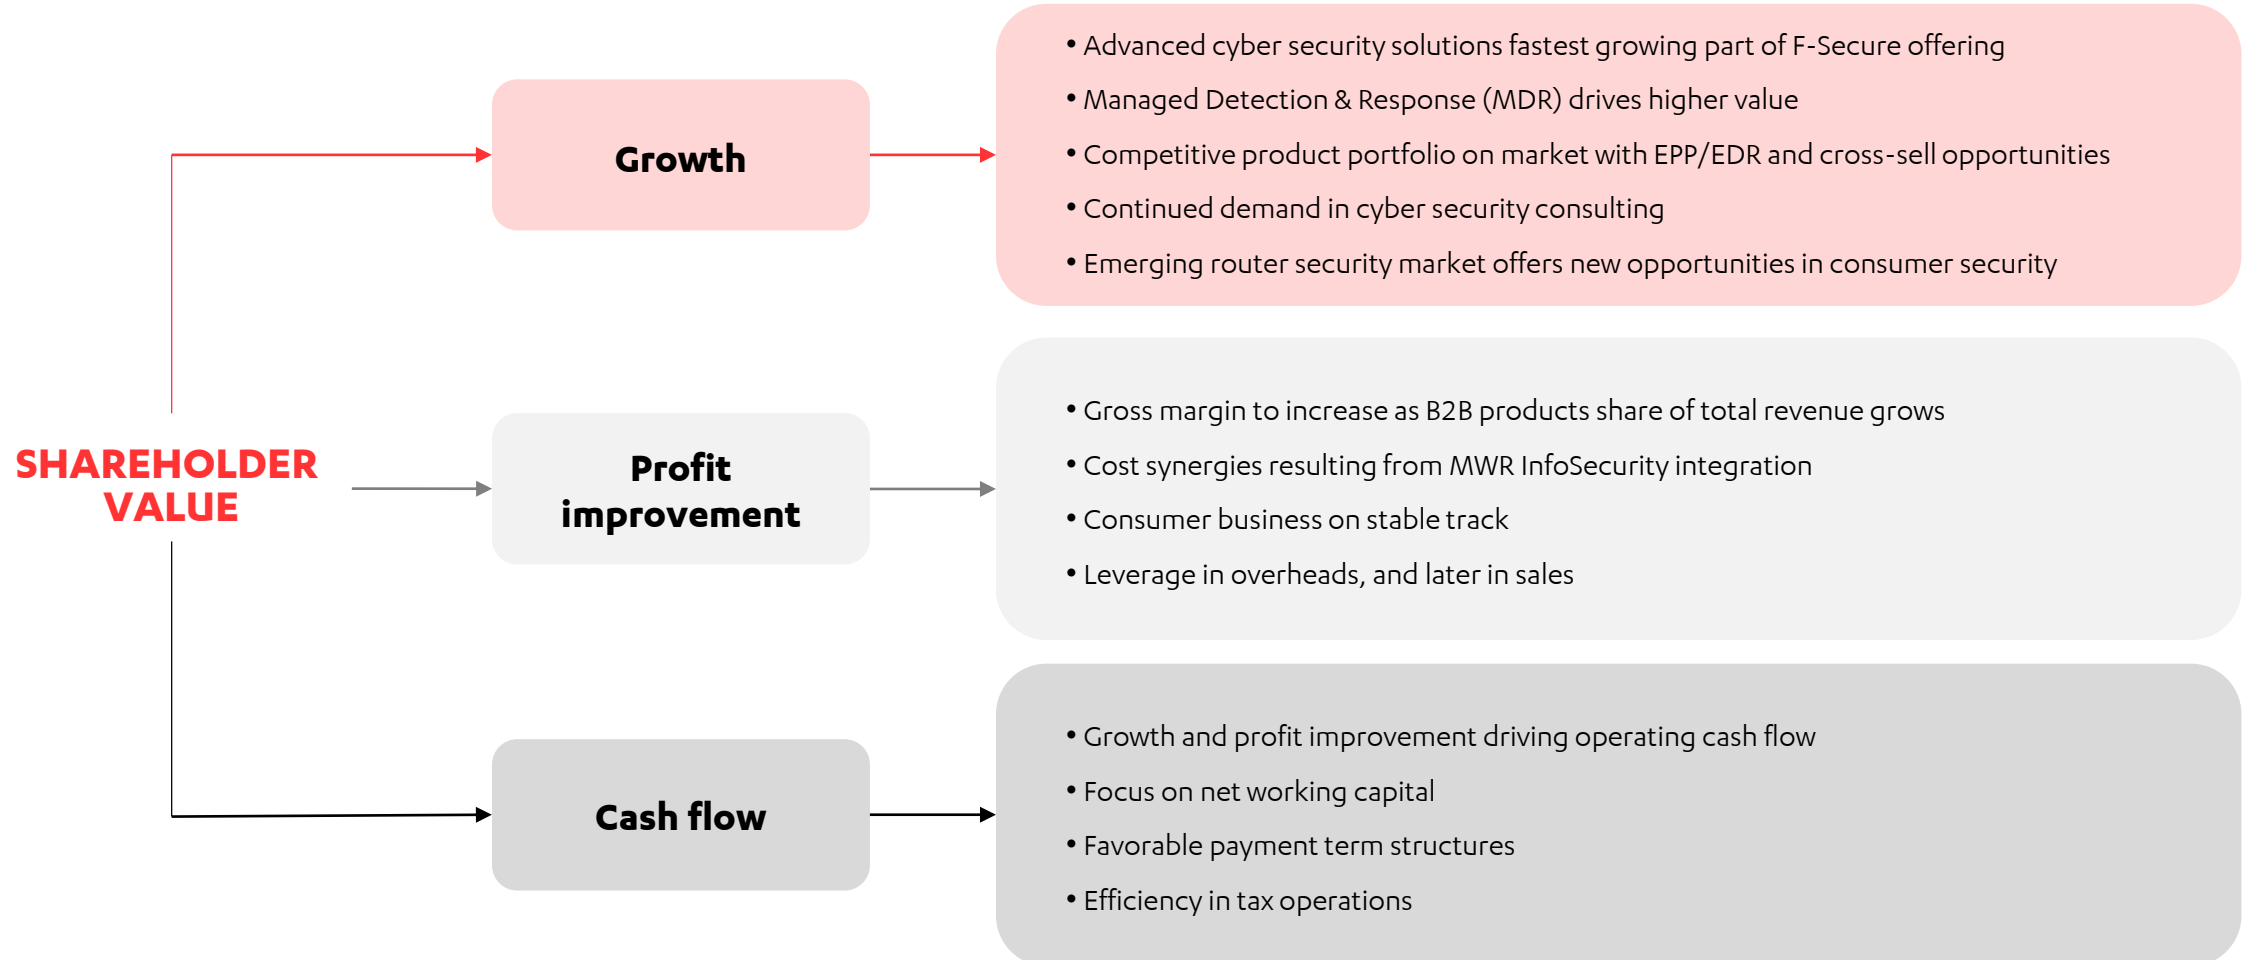 SHAREHOLDER
VALUE
Growth
• Advanced cyber security solutions fastest growing part of F-Secure offering
• Managed Detection & Response (MDR) drives higher value
• Competitive product portfolio on market with EPP/EDR and cross-sell opportunities
• Continued demand in cyber security consulting
• Emerging router security market offers new opportunities in consumer security
Profit
improvement
• Gross margin to increase as B2B products share of total revenue grows
• Cost synergies resulting from MWR InfoSecurity integration
• Consumer business on stable track
• Leverage in overheads, and later in sales
Cash flow
• Growth and profit improvement driving operating cash flow
• Focus on net working capital
• Favorable payment term structures
• Efficiency in tax operations